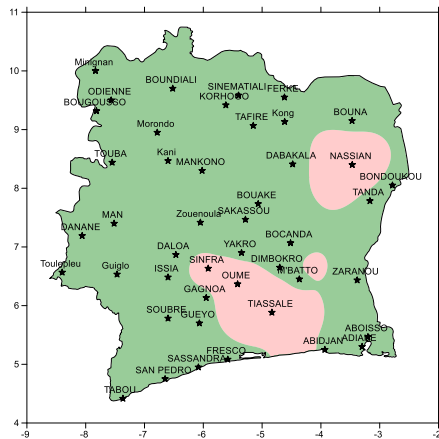 11
10
9
8
7
6
5
4
-9
-8
-7
-6
-5
-4
-3
-2
Minignan
BOUNDIALI
ODIENNE
SINEMATIALI
FERKE
KORHOGO
BOUGOUSSO
TAFIRE
Kong
BOUNA
Morondo
TOUBA
Kani
MANKONO
DABAKALA
NASSIAN
BONDOUKOU
TANDA
BOUAKE
Zouenoula
SAKASSOU
MAN
DANANE
BOCANDA
DALOA
YAKRO
Toulepleu
Guiglo
ISSIA
SINFRA
DIMBOKRO
M'BATTO
ZARANOU
OUME
GAGNOA
SOUBRE
GUEYO
TIASSALE
ABOISSO
ADIAKE
ABIDJAN
FRESCO
SASSANDRA
SAN PEDRO
TABOU